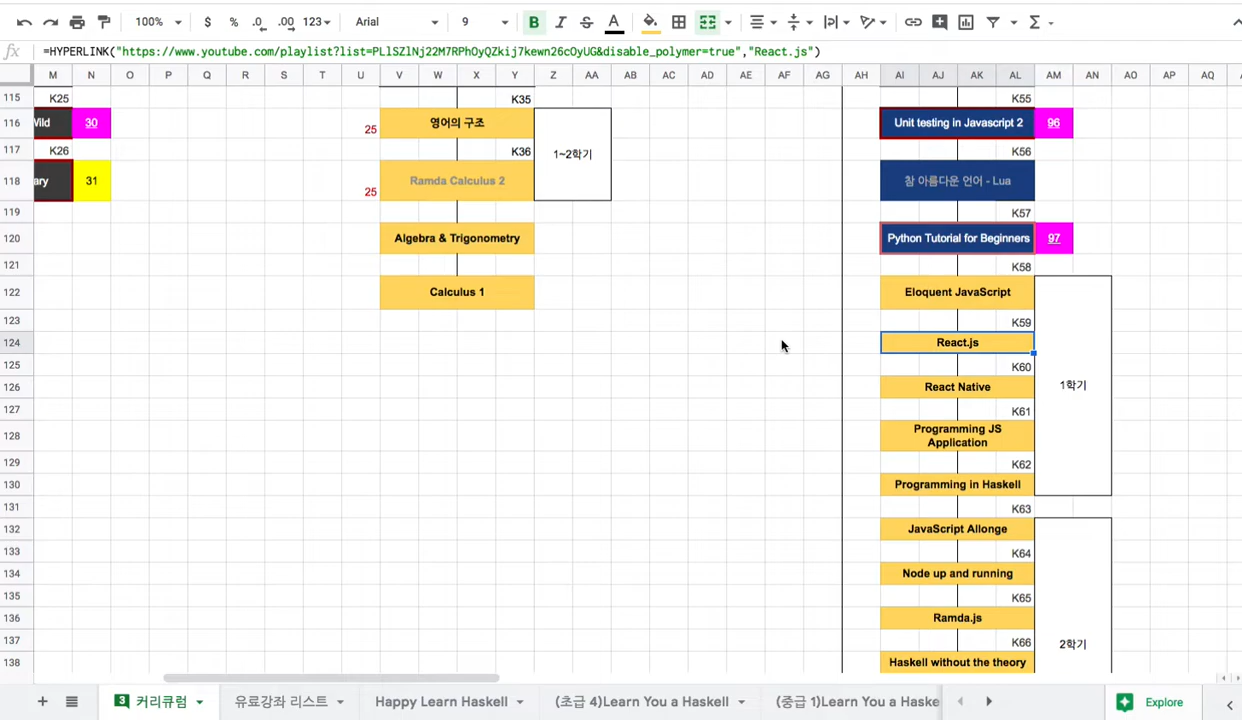 100%
$
%
.0
.00
123
Arial
9
B
I
S
A
fx
=HYPERLINK("https://www.youtube.com/playlist?list=PLlSZlNj22M7RPhOyQZkij7kewn26cOyUG&disable_polymer=true","React.js")
M N O P Q R S T U V W X Y Z AA AB AC AD AE AF AG AH AI AJ AK AL AM AN AO AP AQ
115 K25 K35 K55
116 Wild 30 25 영어의 구조 Unit testing in Javascript 2 96
117 K26 K36 1~2학기 K56
118 ary 31 25 Ramda Calculus 2 참 아름다운 언어 - Lua
119 K57
120 Algebra & Trigonometry Python Tutorial for Beginners 97
121 K58
122 Calculus 1 Eloquent JavaScript
123 K59
124 React.js
125 K60
126 React Native 1학기
127 K61
128 Programming JS
Application
129 K62
130 Programming in Haskell
131 K63
132 JavaScript Allonge
133 K64
134 Node up and running
135 K65
136 Ramda.js
137 K66 2학기
138 Haskell without the theory
3 커리큐럼 유료강좌 리스트 Happy Learn Haskell (초급 4)Learn You a Haskell (중급 1)Learn You a Haske Explore